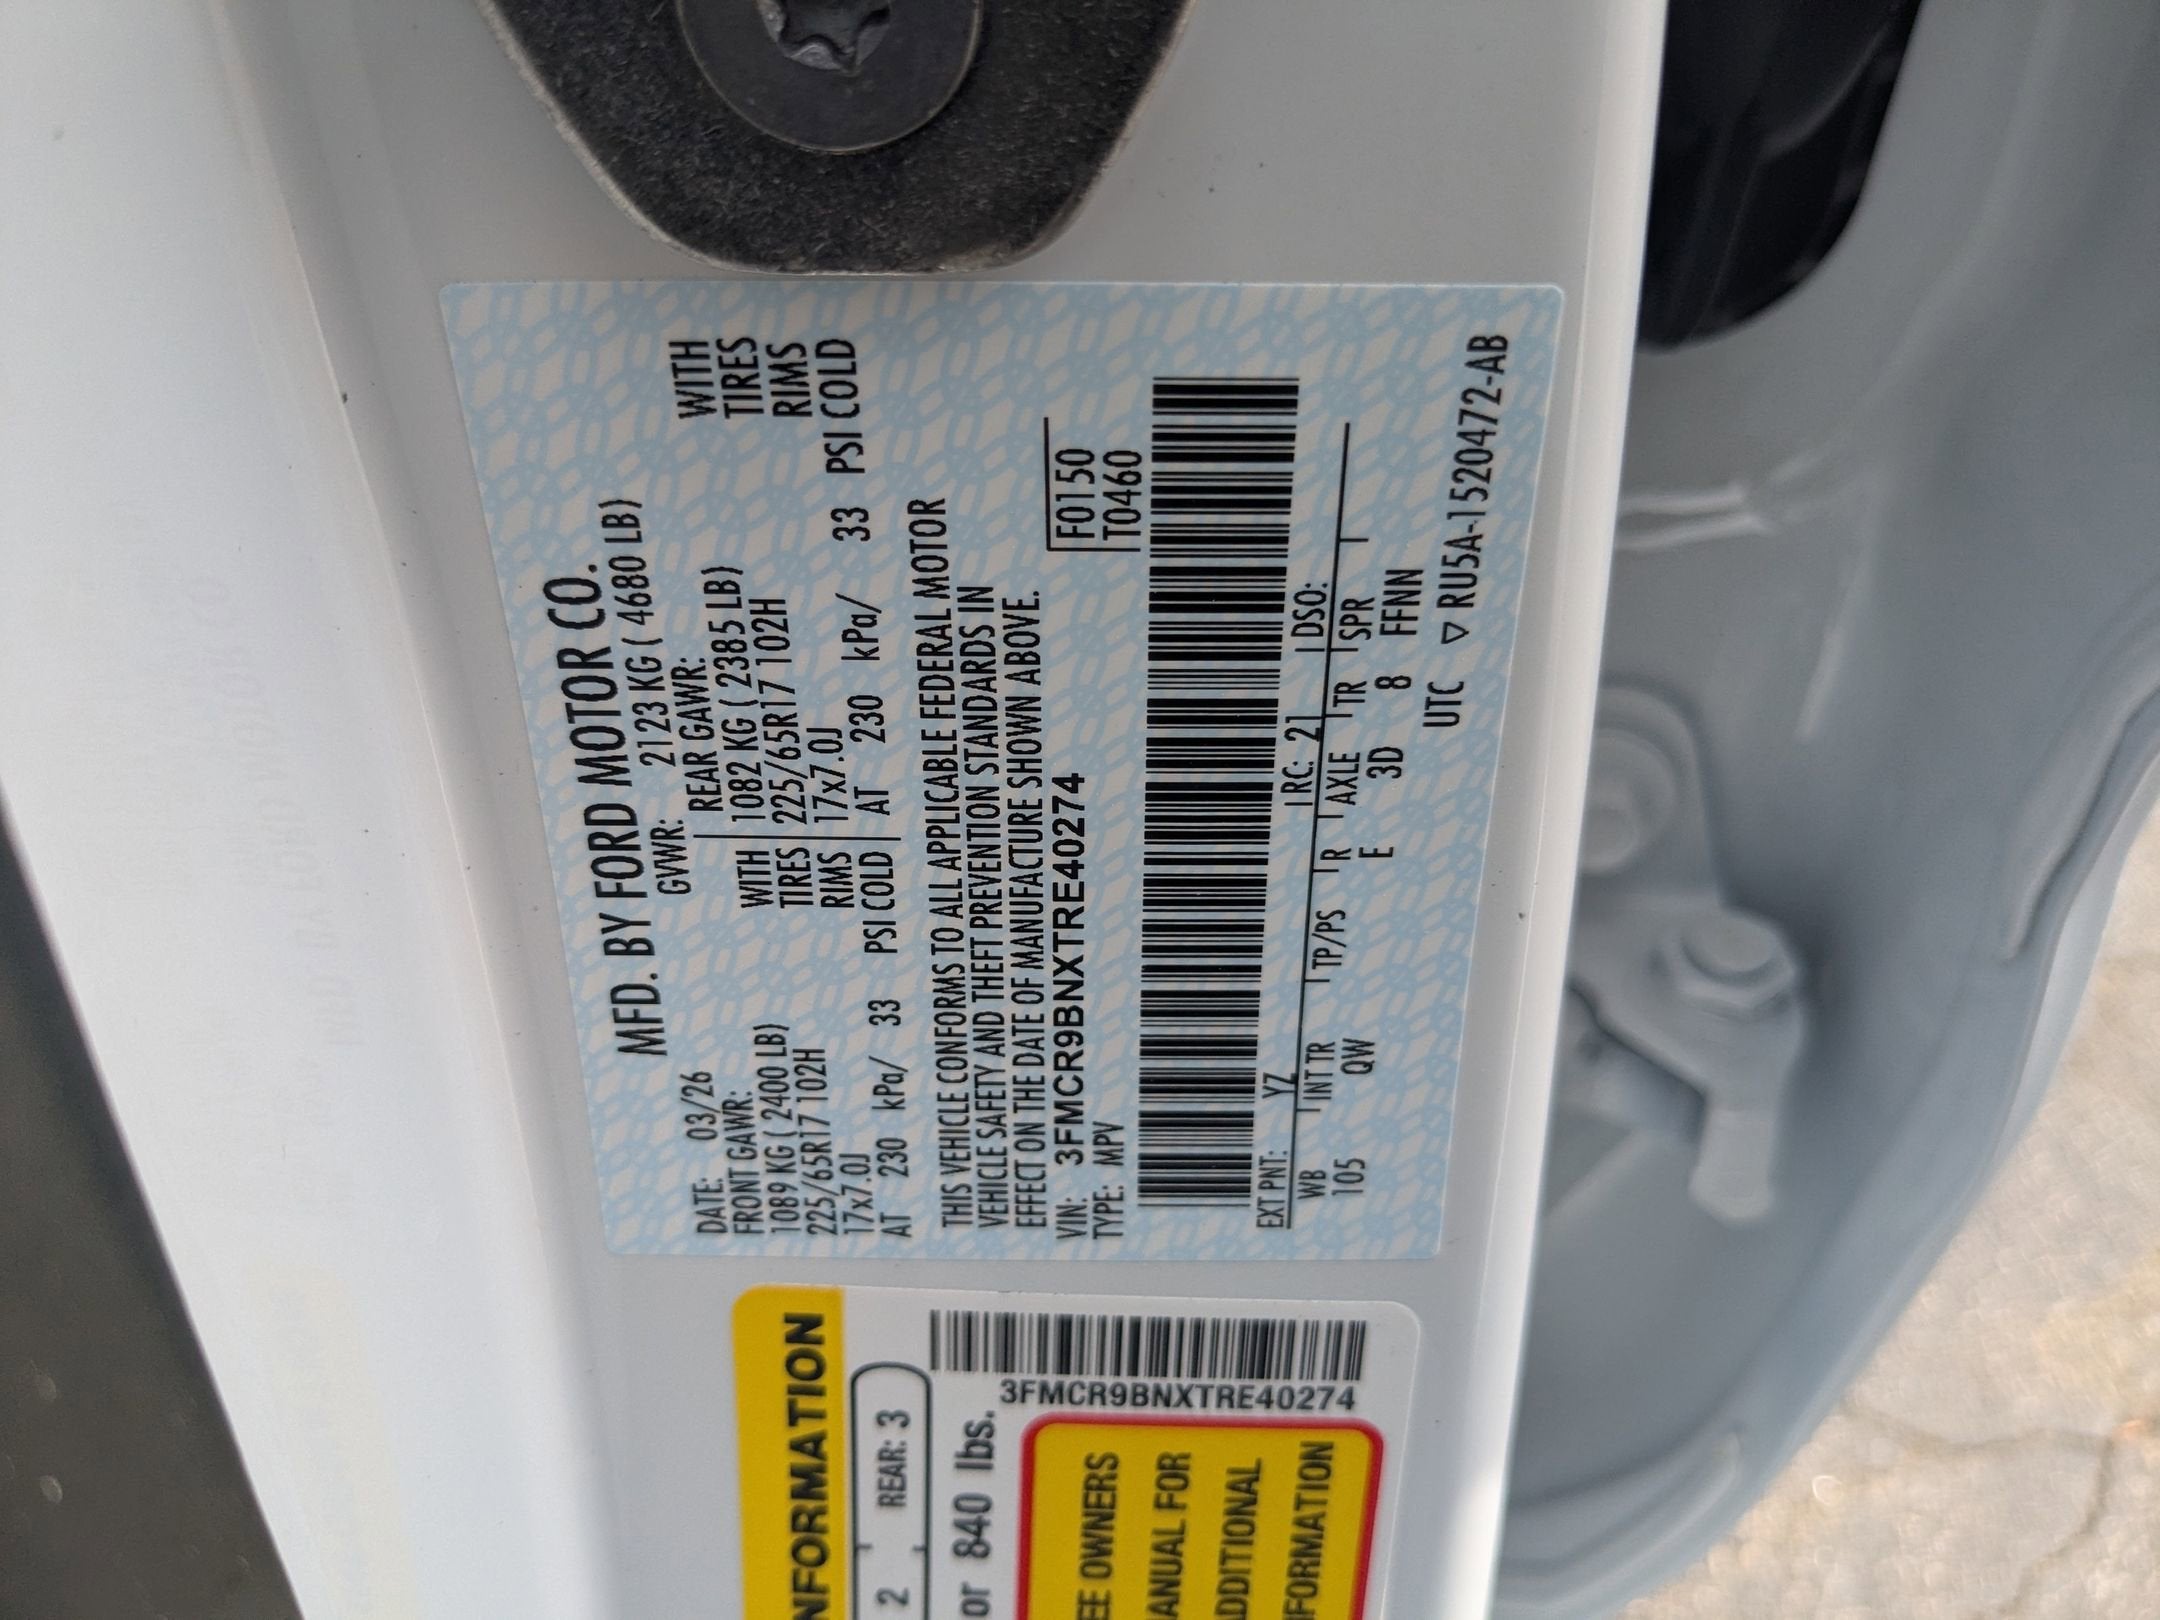 MFD. BY FORD MOTOR CO.
DATE: 03/26 GVWR: 2123 KG ( 4680 LB)
FRONT GAWR: REAR GAWR:
1089 KG ( 2400 LB) WITH 1082 KG ( 2385 LB) WITH
225/65R17 102H TIRES 225/65R17 102H TIRES
17x7.0J RIMS 17x7.0J RIMS
AT 230 kPa/ 33 PSI COLD AT 230 kPa/ 33 PSI COLD
THIS VEHICLE CONFORMS TO ALL APPLICABLE FEDERAL MOTOR
VEHICLE SAFETY AND THEFT PREVENTION STANDARDS IN
EFFECT ON THE DATE OF MANUFACTURE SHOWN ABOVE.
VIN: 3FMCR9BNXTRE40274 F0150
TYPE: MPV T0460
EXT PNT: YZ RC: 21 DSO:
WB INT TR TP/PS R AXLE TR SPR
105 QW E 3D 8 FFNN
UTC ▽ RU5A-1520472-AB
INFORMATION
2 REAR: 3
or 840 lbs.
3FMCR9BNXTRE40274
OWNERS
FOR
ADDITIONAL
INFORMATION